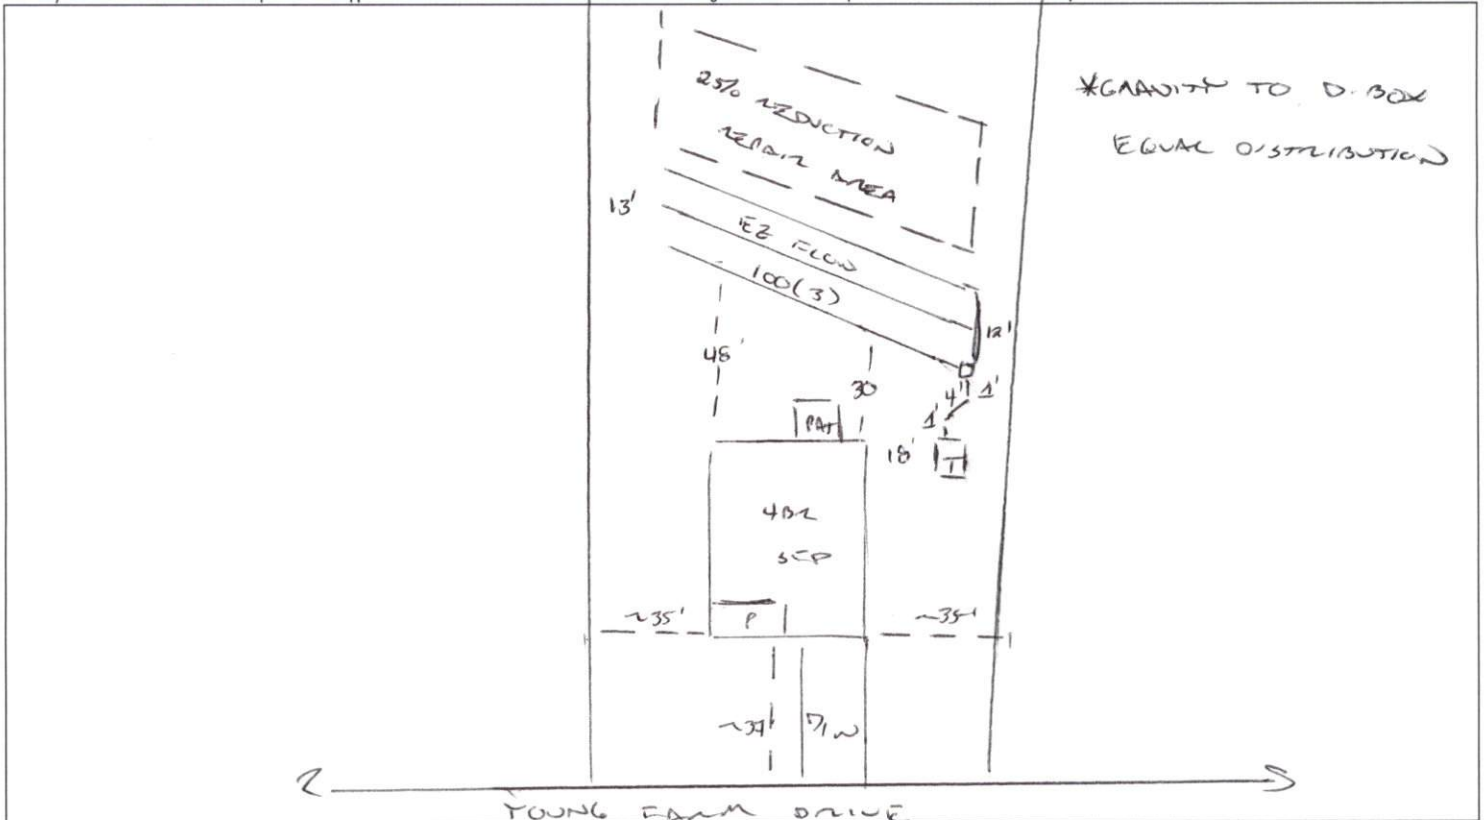 *GRAVITY TO D. BOX
EQUAL DISTRIBUTION
25% REDUCTION
REPAIR AREA
13'
EZ FLOW
100(3)
12'
48'
30
4'
1'
1'
PAT
18'
T
4BR
~35'
P
~35'
~37'
D/W
YOUNG FARM DRIVE